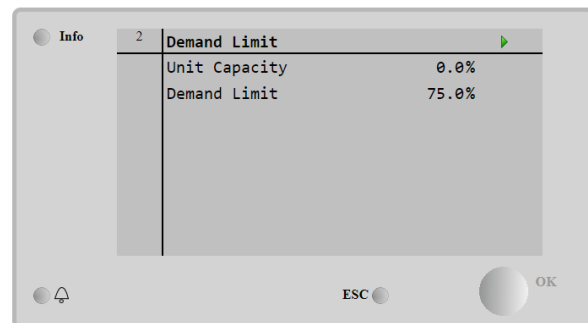 Info
2 Demand Limit
Unit Capacity 0.0%
Demand Limit 75.0%
ESC
OK